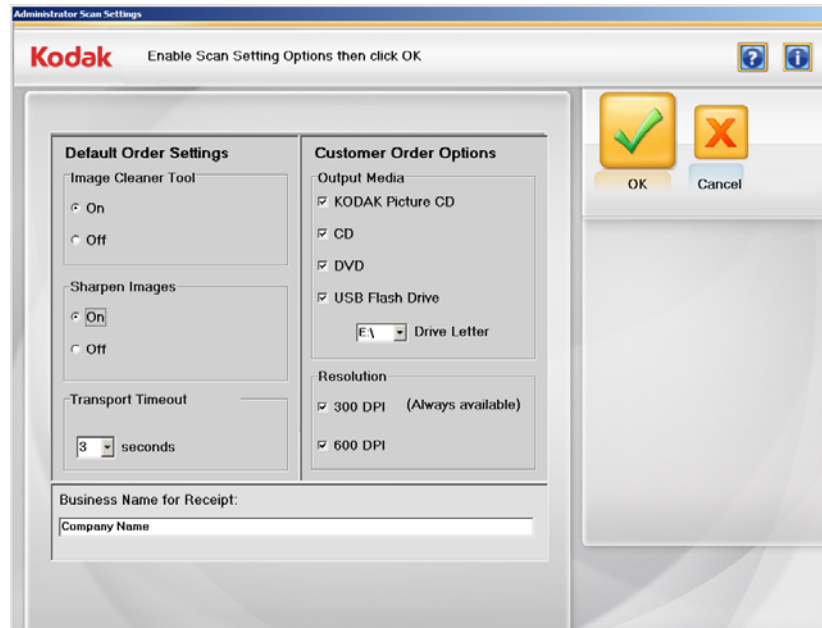 Administrator Scan Settings
Kodak Enable Scan Setting Options then click OK
OK Cancel
Default Order Settings
Image Cleaner Tool
On
Off
Sharpen Images
On
Off
Transport Timeout
3 seconds
Customer Order Options
Output Media
KODAK Picture CD
CD
DVD
USB Flash Drive
E:\ Drive Letter
Resolution
300 DPI (Always available)
600 DPI
Business Name for Receipt:
Company Name